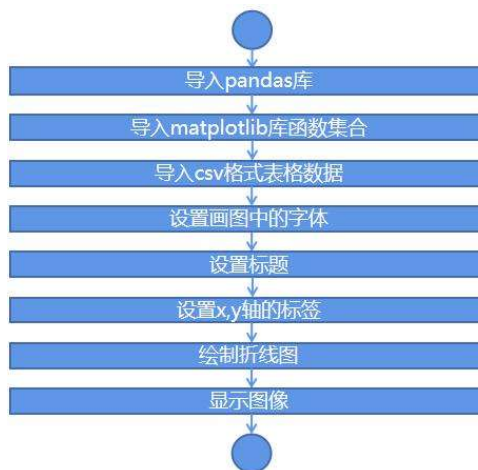 导入pandas库
导入matplotlib库函数集合
导入csv格式表格数据
设置画图中的字体
设置标题
设置x,y轴的标签
绘制折线图
显示图像